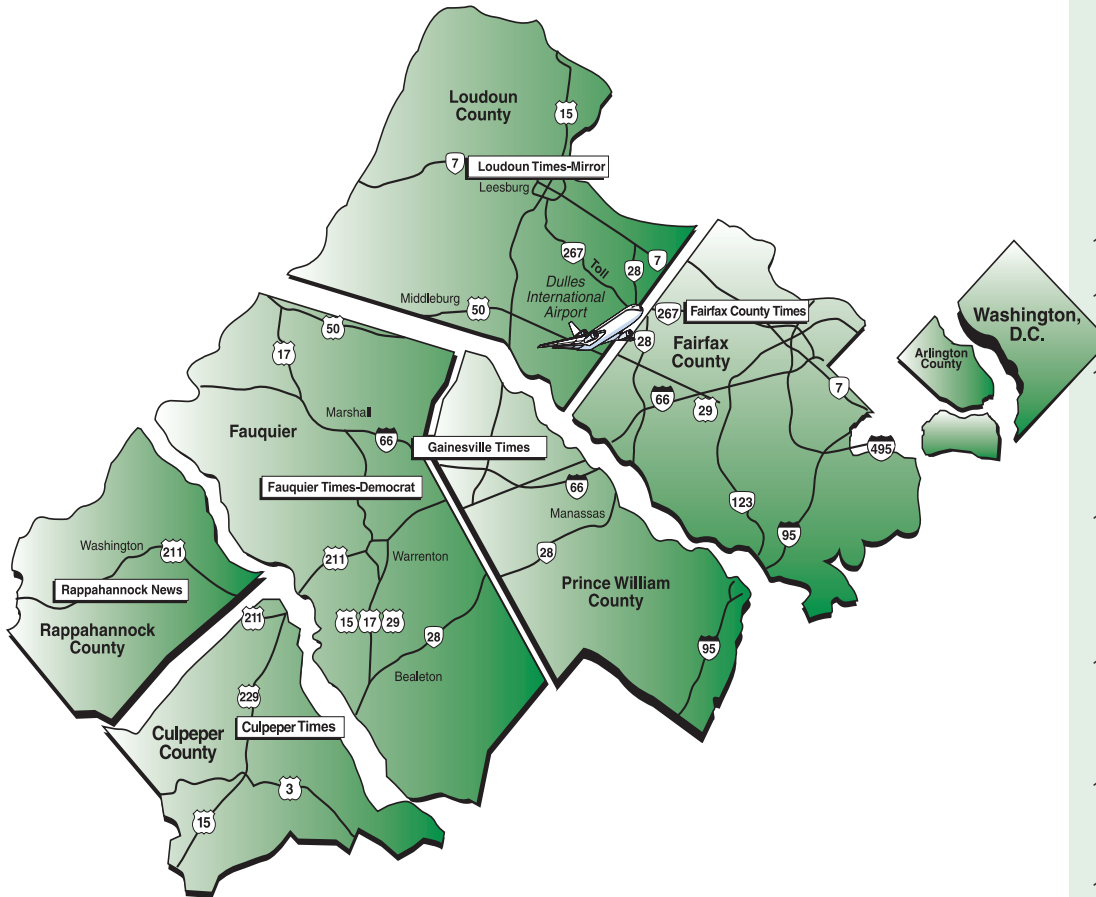 Loudoun
County
15
7
Loudoun Times-Mirror
Leesburg
267
Toll
28
7
Dulles
International
Airport
Middleburg
50
267
Fairfax County Times
28
Fairfax
County
66
29
7
495
123
95
Washington,
D.C.
Arlington
County
50
17
Marshall
Fauquier
66
Gainesville Times
Fauquier Times-Democrat
66
Manassas
28
Prince William
County
95
Warrenton
211
15
17
29
28
Bealeton
Washington
211
Rappahannock News
Rappahannock
County
211
229
Culpeper Times
Culpeper
County
3
15